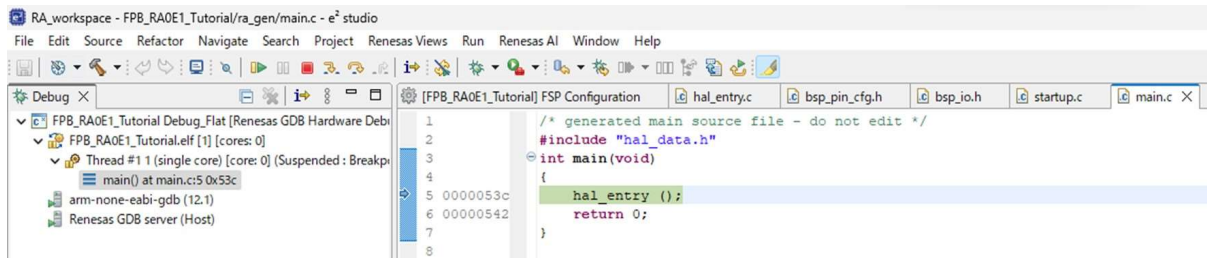 RA_workspace - FPB_RA0E1_Tutorial/ra_gen/main.c - e² studio
File Edit Source Refactor Navigate Search Project Renesas Views Run Renesas AI Window Help
Debug
[FPB_RA0E1_Tutorial] FSP Configuration hal_entry.c bsp_pin_cfg.h bsp_io.h startup.c main.c
FPB_RA0E1_Tutorial Debug_Flat [Renesas GDB Hardware Debu
FPB_RA0E1_Tutorial.elf [1] [cores: 0]
Thread #1 1 (single core) [core: 0] (Suspended : Breakp
main() at main.c:5 0x53c
arm-none-eabi-gdb (12.1)
Renesas GDB server (Host)
1 /* generated main source file - do not edit */
2 #include "hal_data.h"
3 int main(void)
4 {
5 0000053c hal_entry ();
6 00000542 return 0;
7 }
8